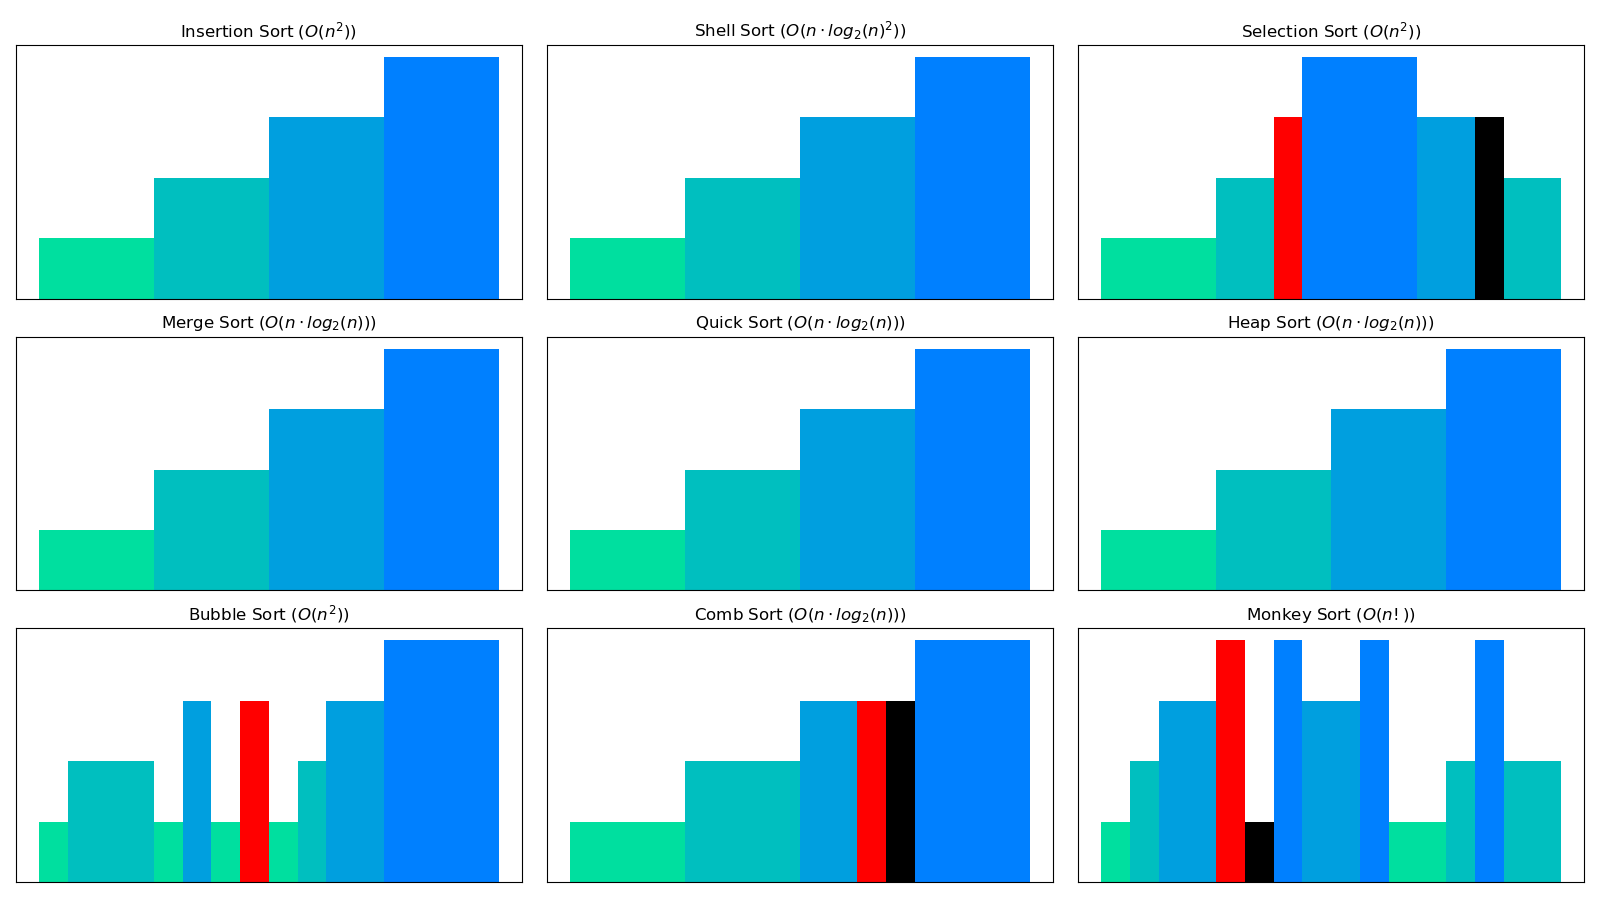 Insertion Sort (O(n²))
Shell Sort (O(n · log₂(n)²))
Selection Sort (O(n²))
Merge Sort (O(n · log₂(n)))
Quick Sort (O(n · log₂(n)))
Heap Sort (O(n · log₂(n)))
Bubble Sort (O(n²))
Comb Sort (O(n · log₂(n)))
Monkey Sort (O(n! ))